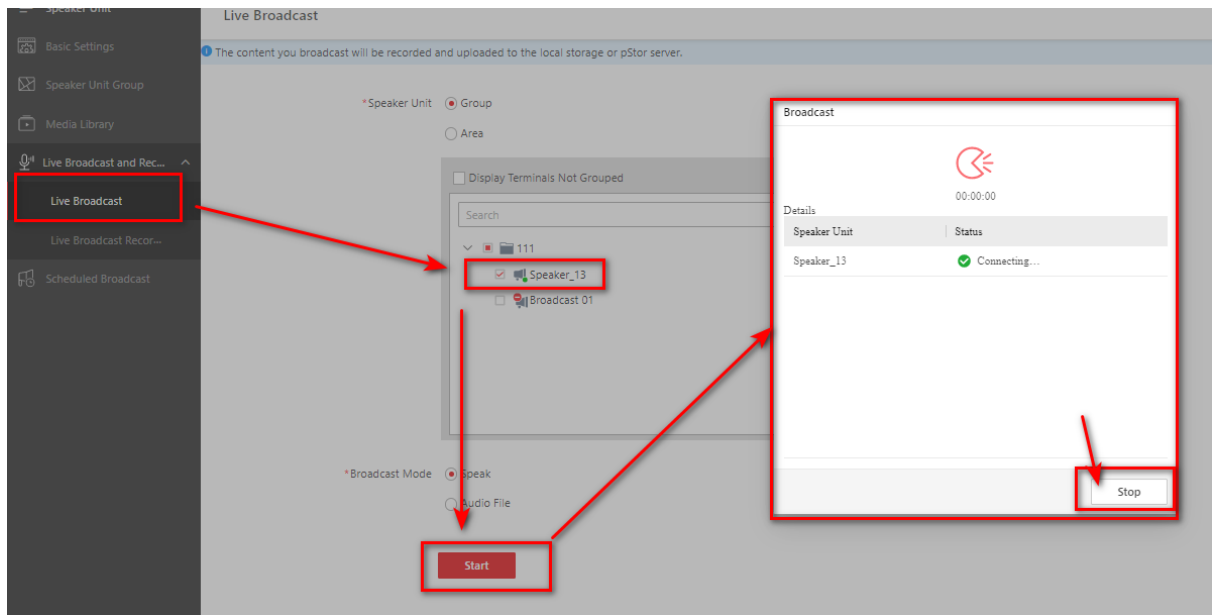 Speaker Unit
Basic Settings
Speaker Unit Group
Media Library
Live Broadcast and Rec...
Live Broadcast
Live Broadcast Recor...
Scheduled Broadcast
Live Broadcast
The content you broadcast will be recorded and uploaded to the local storage or pStor server.
*Speaker Unit
Group
Area
Display Terminals Not Grouped
Search
111
Speaker_13
Broadcast 01
*Broadcast Mode
Speak
Audio File
Start
Broadcast
00:00:00
Details
Speaker Unit Status
Speaker_13 Connecting...
Stop